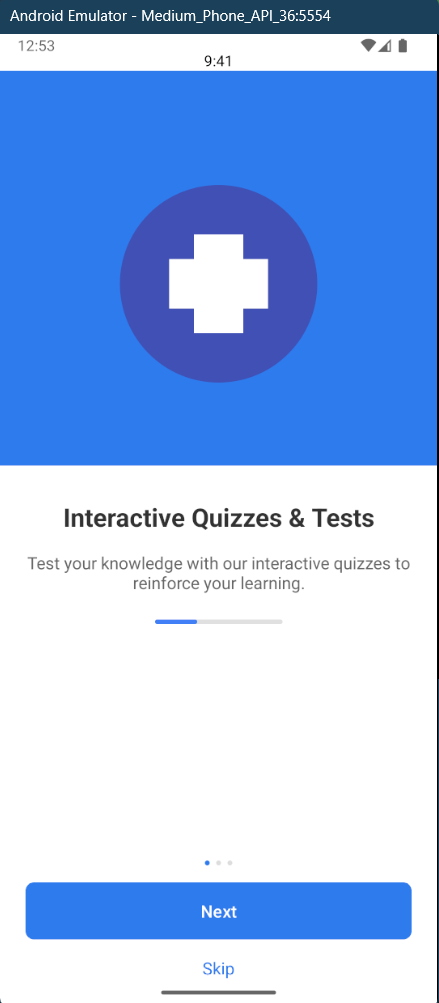 Android Emulator - Medium_Phone_API_36:5554
12:53
9:41
Interactive Quizzes & Tests
Test your knowledge with our interactive quizzes to
reinforce your learning.
Next
Skip